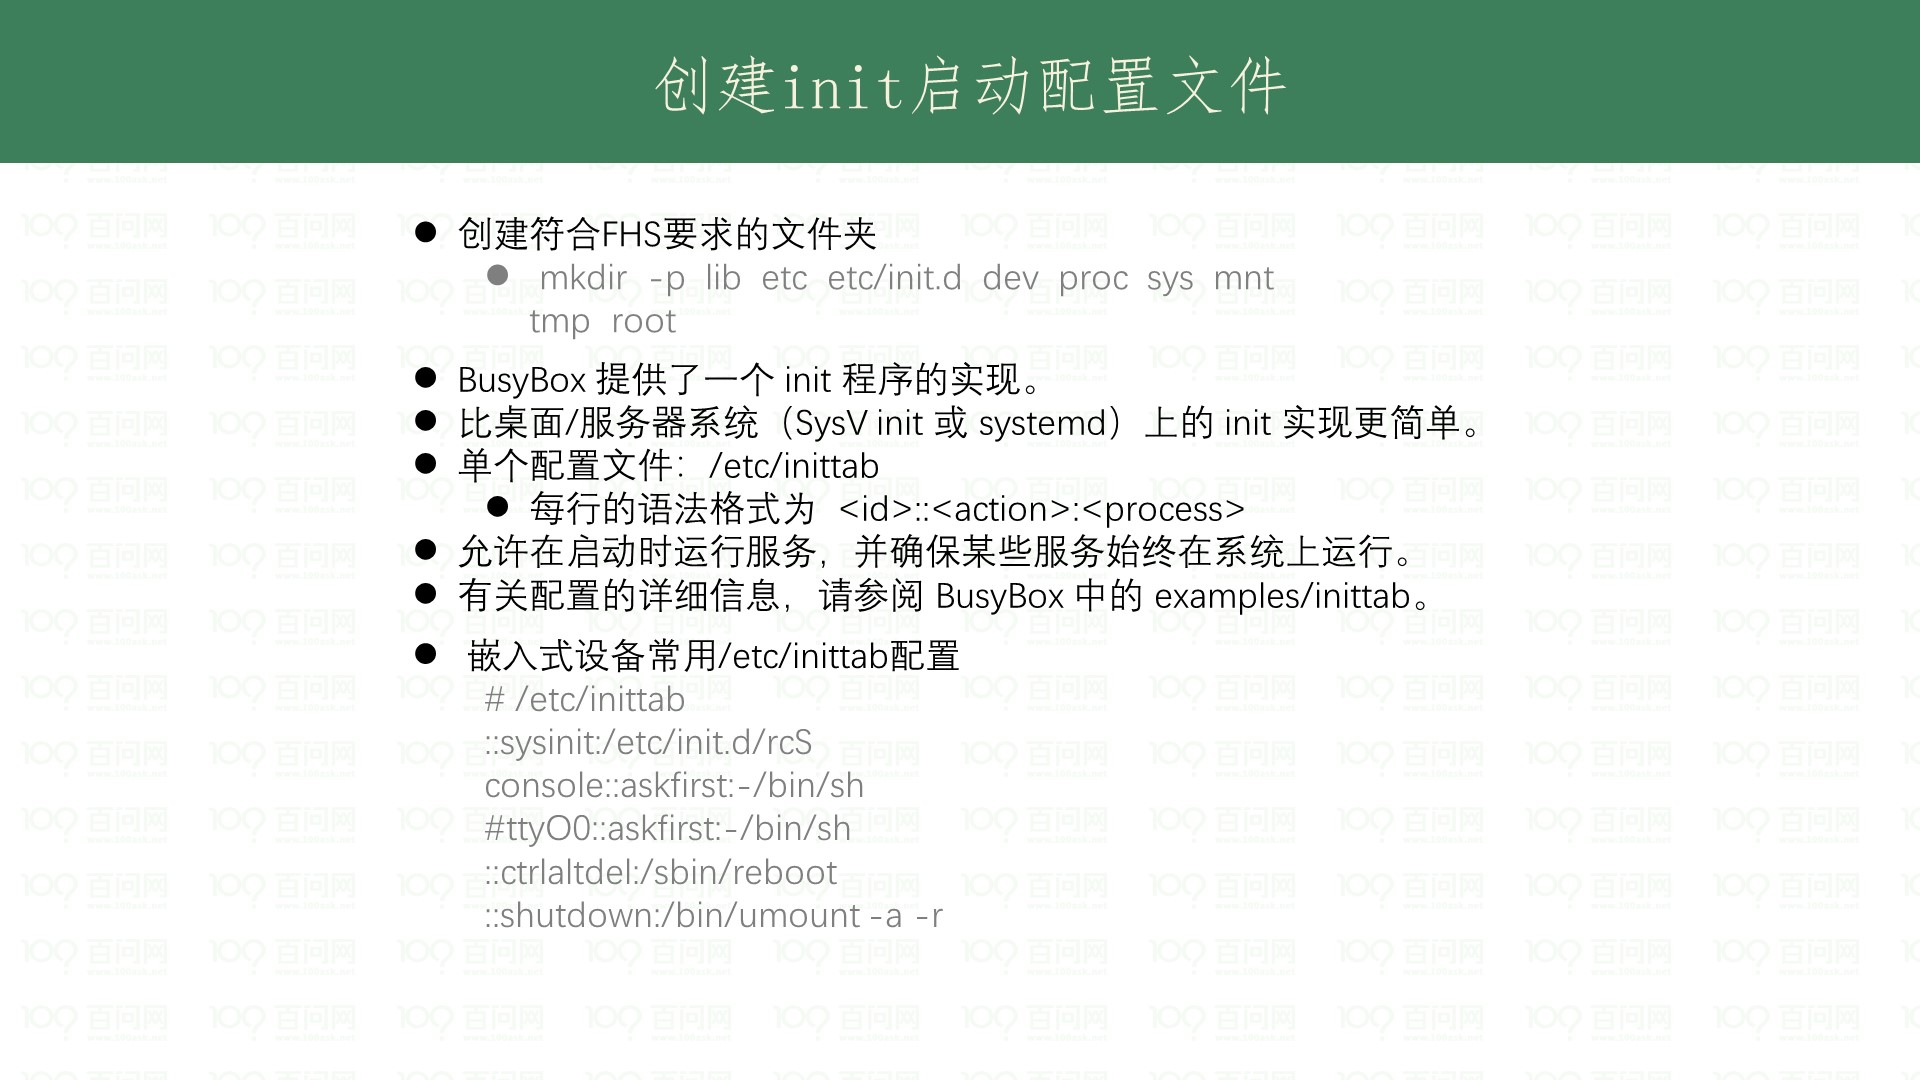 创建init启动配置文件
● 创建符合FHS要求的文件夹
● mkdir -p lib etc etc/init.d dev proc sys mnt
tmp root
● BusyBox 提供了一个 init 程序的实现。
● 比桌面/服务器系统（SysV init 或 systemd）上的 init 实现更简单。
● 单个配置文件：/etc/inittab
● 每行的语法格式为 <id>::<action>:<process>
● 允许在启动时运行服务，并确保某些服务始终在系统上运行。
● 有关配置的详细信息，请参阅 BusyBox 中的 examples/inittab。
● 嵌入式设备常用/etc/inittab配置
# /etc/inittab
::sysinit:/etc/init.d/rcS
console::askfirst:-/bin/sh
#ttyO0::askfirst:-/bin/sh
::ctrlaltdel:/sbin/reboot
::shutdown:/bin/umount -a -r